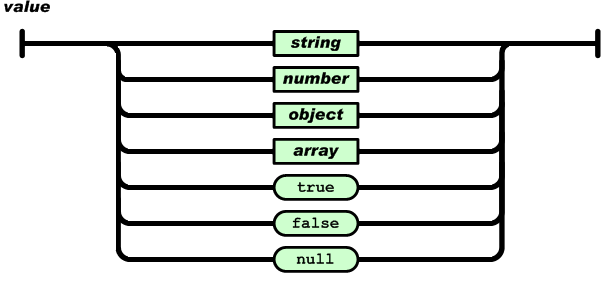 value
string
number
object
array
true
false
null